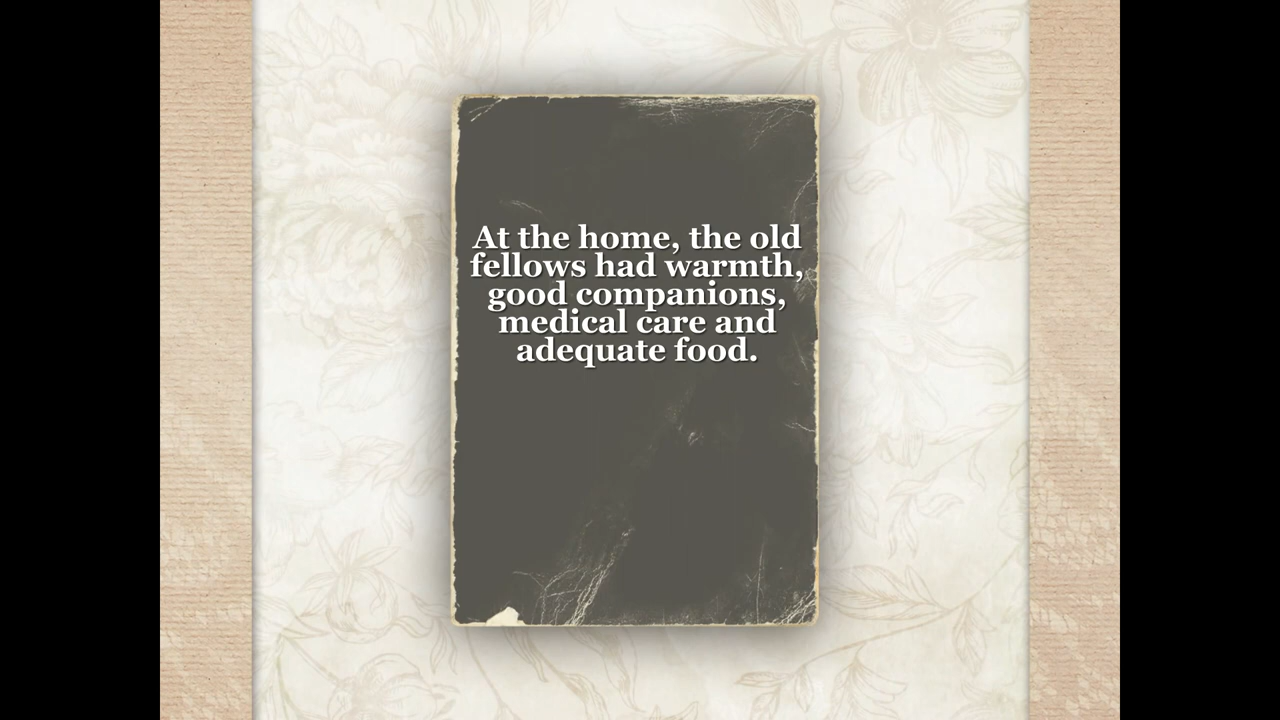 At the home, the old
fellows had warmth,
good companions,
medical care and
adequate food.